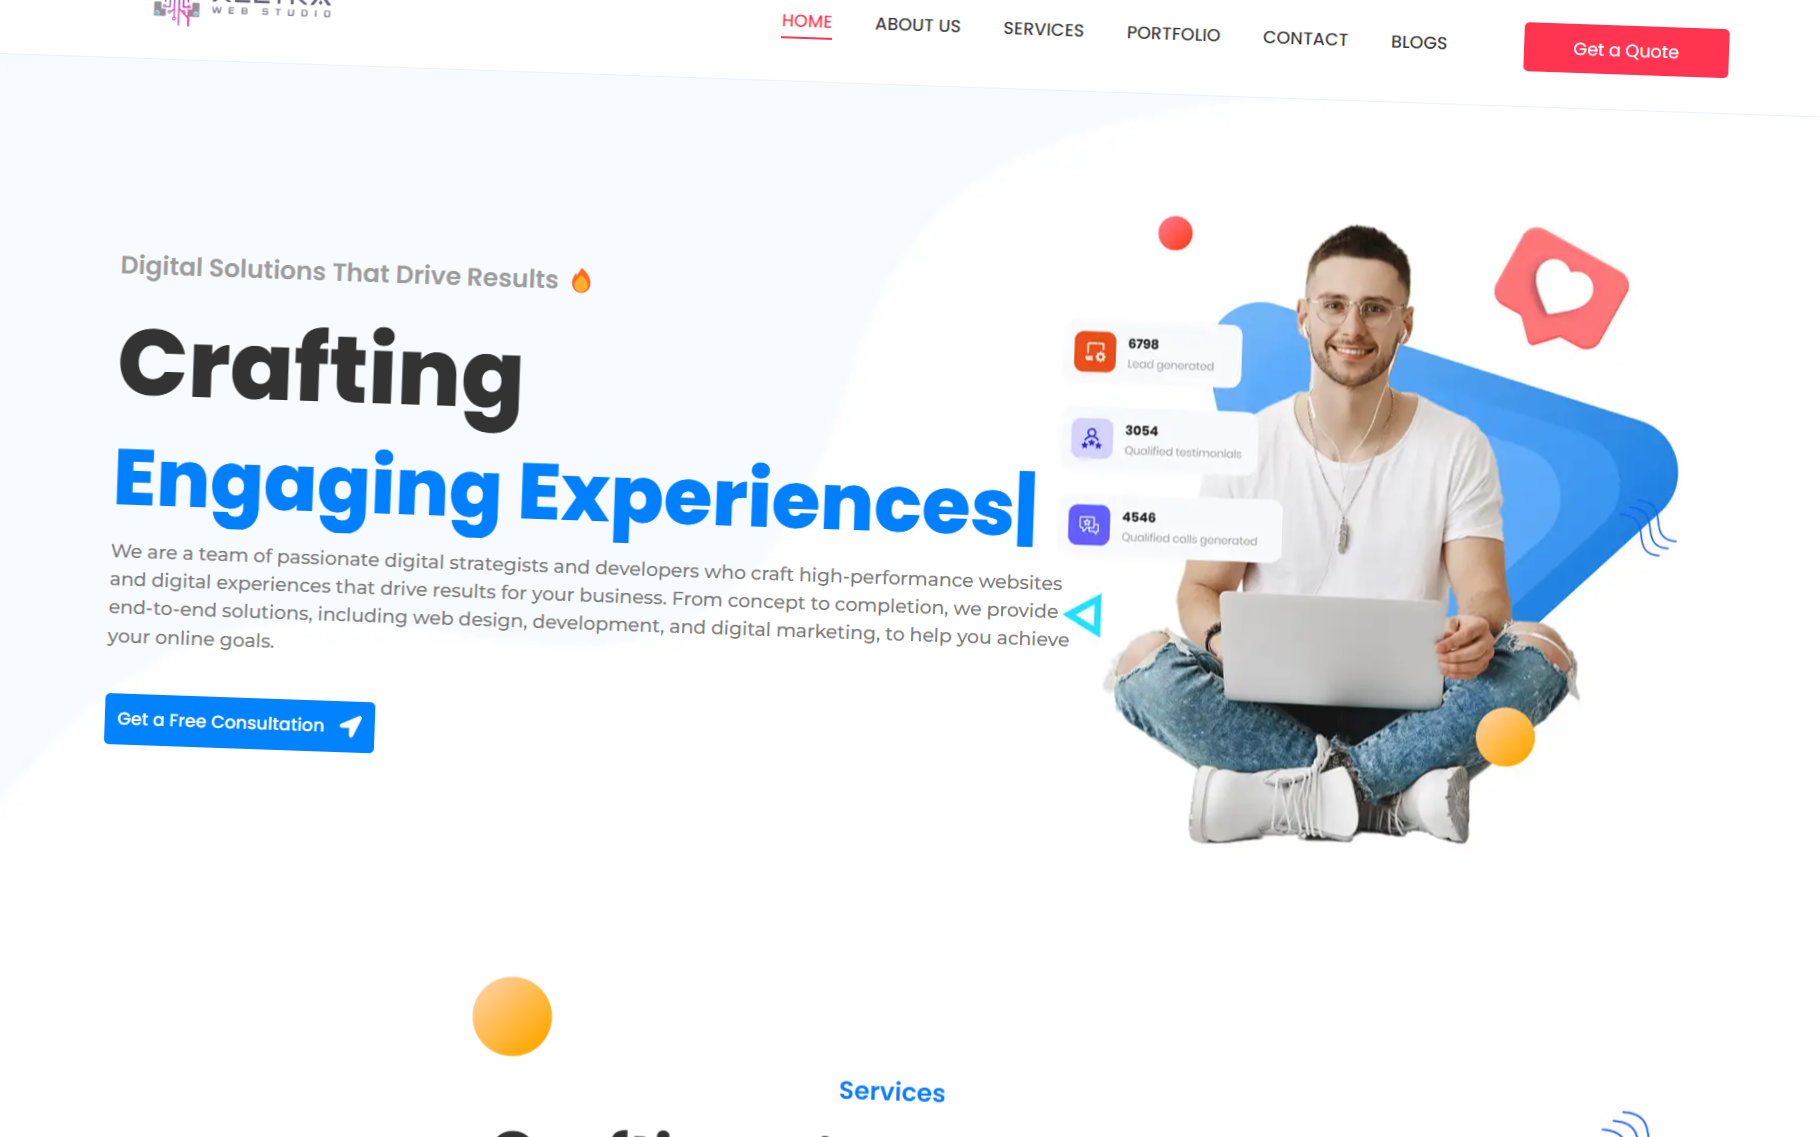 WEB STUDIO
HOME
ABOUT US
SERVICES
PORTFOLIO
CONTACT
BLOGS
Get a Quote
Digital Solutions That Drive Results
Crafting
Engaging Experiences
We are a team of passionate digital strategists and developers who craft high-performance websites
and digital experiences that drive results for your business. From concept to completion, we provide
end-to-end solutions, including web design, development, and digital marketing, to help you achieve
your online goals.
Get a Free Consultation
6798
Lead generated
3054
Qualified testimonials
4546
Qualified calls generated
Services